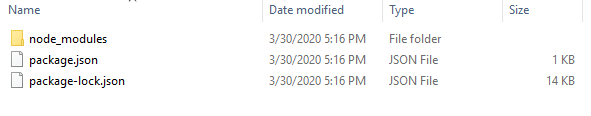 Name Date modified Type Size
node_modules 3/30/2020 5:16 PM File folder
package.json 3/30/2020 5:16 PM JSON File 1 KB
package-lock.json 3/30/2020 5:16 PM JSON File 14 KB